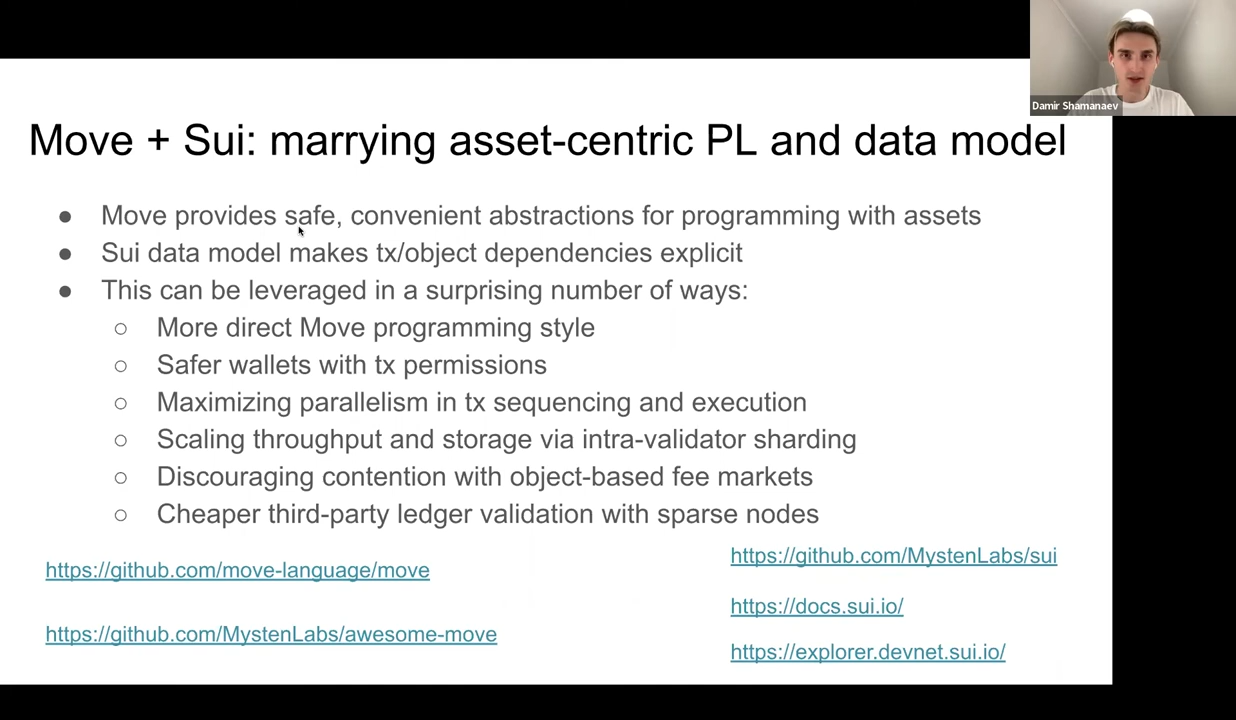 Damir Shamanaev
Move + Sui: marrying asset-centric PL and data model
● Move provides safe, convenient abstractions for programming with assets
● Sui data model makes tx/object dependencies explicit
● This can be leveraged in a surprising number of ways:
○ More direct Move programming style
○ Safer wallets with tx permissions
○ Maximizing parallelism in tx sequencing and execution
○ Scaling throughput and storage via intra-validator sharding
○ Discouraging contention with object-based fee markets
○ Cheaper third-party ledger validation with sparse nodes
https://github.com/move-language/move
https://github.com/MystenLabs/awesome-move
https://github.com/MystenLabs/sui
https://docs.sui.io/
https://explorer.devnet.sui.io/